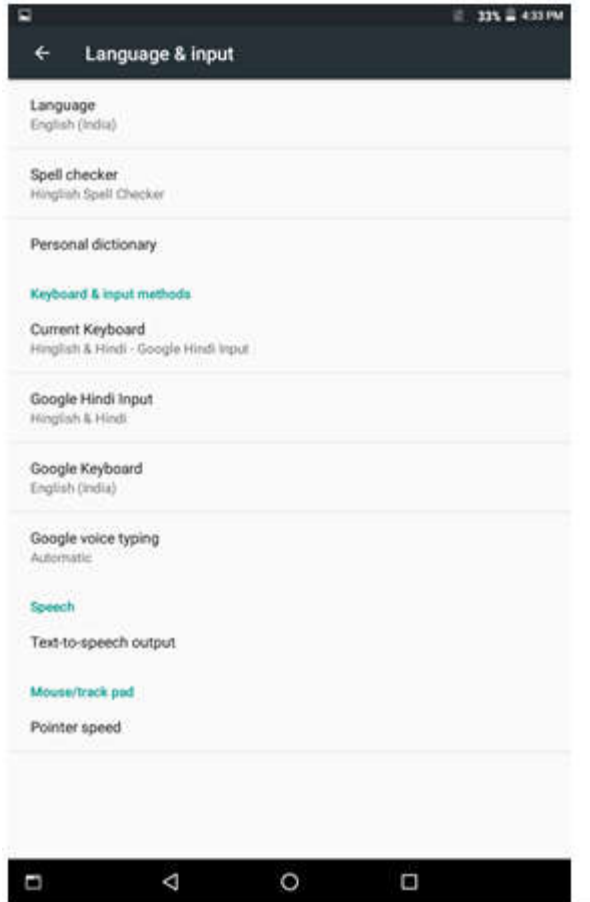 33% 4:33 PM
Language & input
Language
English (India)
Spell checker
Hinglish Spell Checker
Personal dictionary
Keyboard & input methods
Current Keyboard
Hinglish & Hindi - Google Hindi Input
Google Hindi Input
Hinglish & Hindi
Google Keyboard
English (India)
Google voice typing
Automatic
Speech
Text-to-speech output
Mouse/track pad
Pointer speed